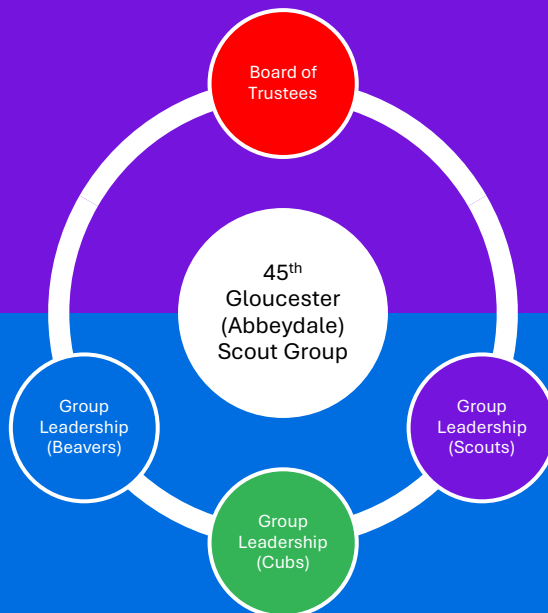 Board of
Trustees
45th
Gloucester
(Abbeydale)
Scout Group
Group
Leadership
(Beavers)
Group
Leadership
(Scouts)
Group
Leadership
(Cubs)